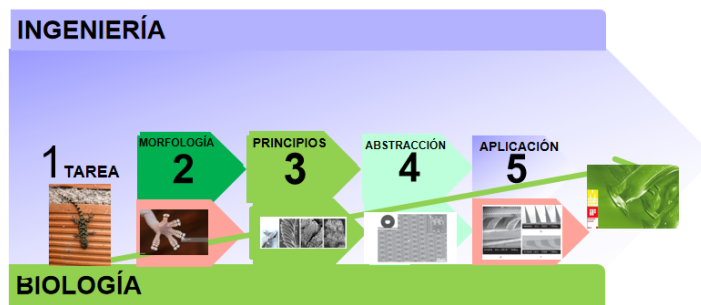 INGENIERÍA
1 TAREA
MORFOLOGÍA
2
PRINCIPIOS
3
ABSTRACCIÓN
4
APLICACIÓN
5
BIOLOGÍA